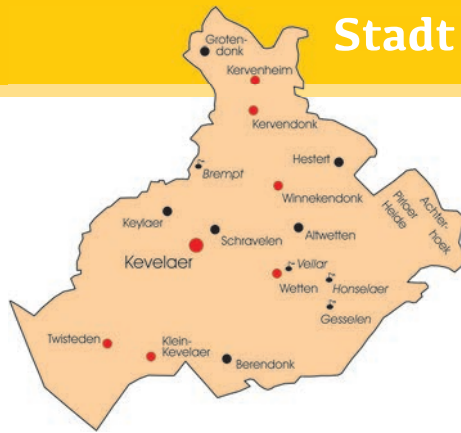 Stadt
Groten-
donk
Kervenheim
Kervendonk
Hestert
Brempt
Winnekendonk
Pirloer
Heide
Achter-
hoek
Keylaer
Schravelen
Altwetten
Kevelaer
Vellar
Wetten
Honselaer
Gesselen
Twisteden
Klein-
Kevelaer
Berendonk